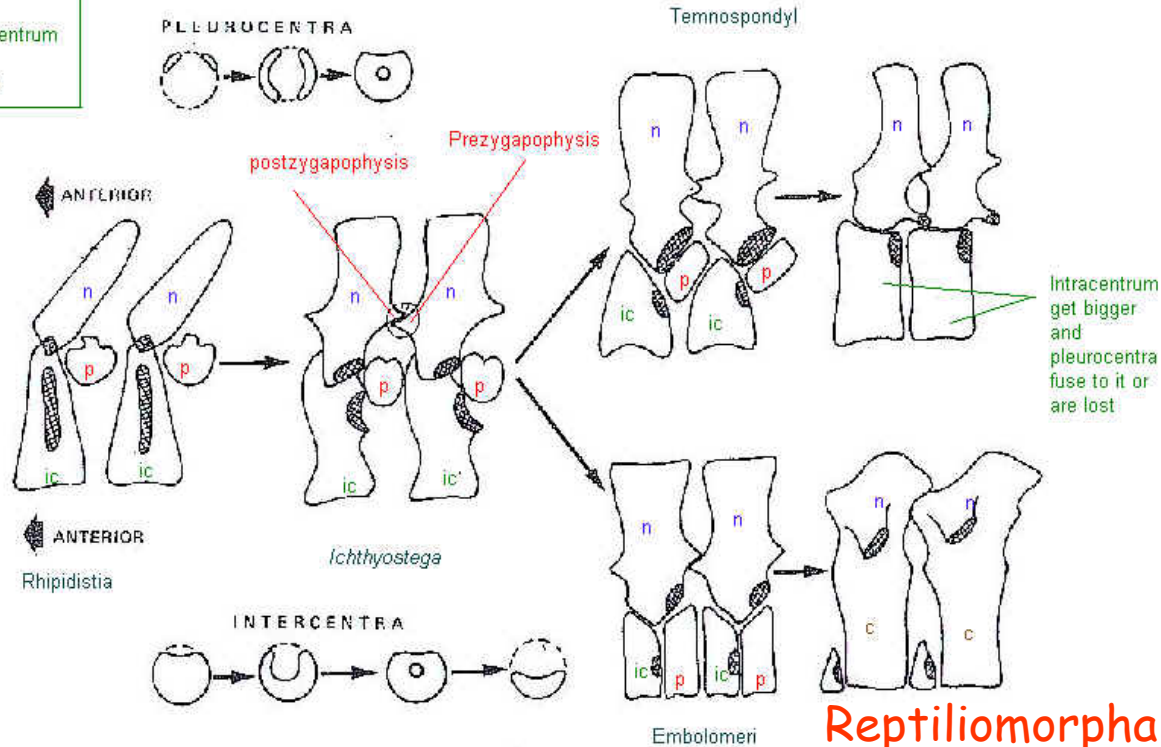 entrum
PLEUROCENTRA
Temnospondyl
n
n
n
n
Prezygapophysis
postzygapophysis
ANTERIOR
n
n
n
n
p
p
ic
ic
p
p
p
p
ic
ic
ic
ic'
Intracentrum
get bigger
and
pleurocentra
fuse to it or
are lost
ANTERIOR
Rhipidistia
Ichthyostega
n
n
n
n
INTERCENTRA
ic
p
ic
p
c
c
Embolomeri
Reptiliomorpha